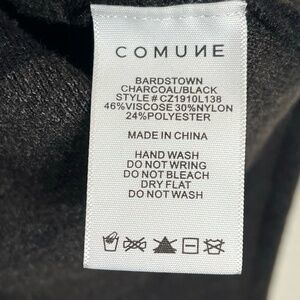 COMUNE
BARDSTOWN
CHARCOAL/BLACK
STYLE # CZ1910L138
46%VISCOSE 30%NYLON
24%POLYESTER
MADE IN CHINA
HAND WASH
DO NOT WRING
DO NOT BLEACH
DRY FLAT
DO NOT WASH